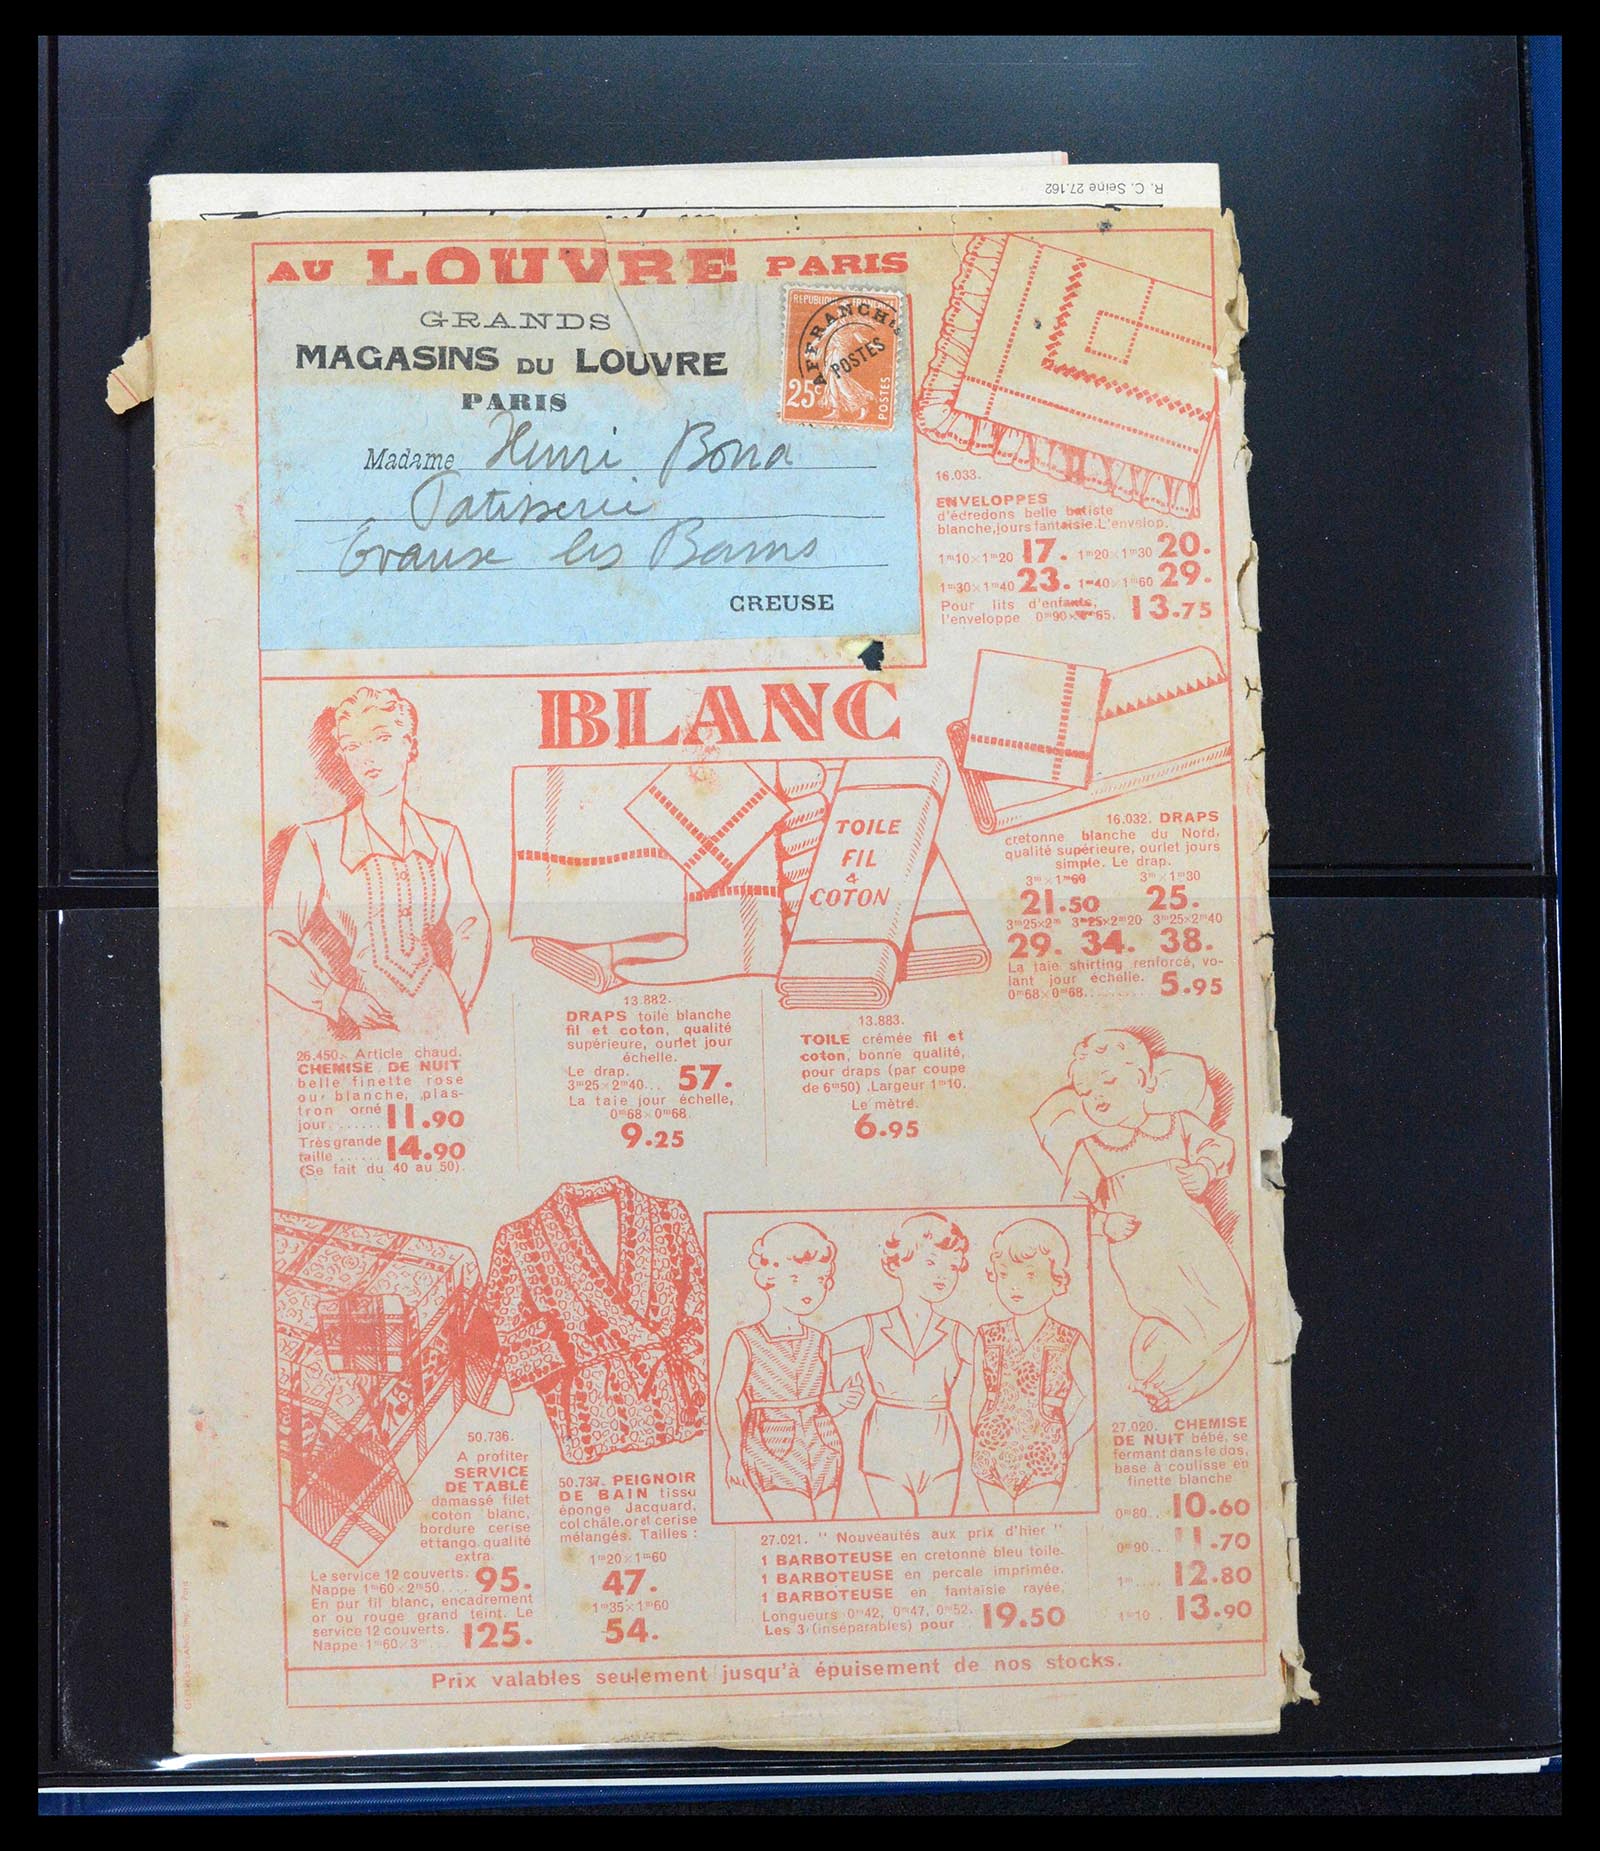 R. C. Seine 27.162
AU LOUVRE PARIS
GRANDS
MAGASINS DU LOUVRE
PARIS
Madame Henri Bona
Patisserie
Evause les Bains
CREUSE
REPUBLIQUE FRANÇAISE
AFFRANCHts
POSTES
25c
POSTES
16.033.
ENVELOPPES
d'édredons belle batiste
blanche, jours fantaisie. L'envelop.
1m10×1m20 17. 1m20×1m30 20.
1m30×1m40 23. 1m40×1m60 29.
Pour lits d'enfants,
l'enveloppe 0m90×0m65. 13.75
BLANC
TOILE
FIL
&
COTON
16.032. DRAPS
cretonne blanche du Nord,
qualité supérieure, ourlet jours
simple. Le drap.
3m×1m60 3m×1m80
21.50 25.
3m25×2m 3m25×2m20 3m25×2m40
29. 34. 38.
La taie shirting renforcé, vo-
lant jour échelle.
0m68×0m68........ 5.95
26.450. Article chaud.
CHEMISE DE NUIT
belle finette rose
our blanche, plas-
tron orné
jour....... 11.90
Très grande
taille ...... 14.90
(Se fait du 40 au 50).
13.882.
DRAPS toile blanche
fil et coton, qualité
supérieure, ourlet jour
échelle.
Le drap.
3m25×2m40... 57.
La taie jour échelle,
0m68×0m68.
9.25
13.883.
TOILE crémée fil et
coton, bonne qualité,
pour draps (par coupe
de 6m50). Largeur 1m10.
Le mètre.
6.95
50.736.
A profiter
SERVICE
DE TABLE
damassé filet
coton blanc,
bordure cerise
et tango, qualité
extra.
Le service 12 couverts.
Nappe 1m60×2m50.... 95.
En pur fil blanc, encadrement
or ou rouge grand teint. Le
service 12 couverts.
Nappe 1m60×3m... 125.
50.737. PEIGNOIR
DE BAIN tissu
éponge Jacquard,
col châle, or et cerise
mélangés. Tailles :
1m20×1m60
47.
1m35×1m60
54.
27.021. " Nouveautés aux prix d'hier "
1 BARBOTEUSE en cretonne bleu toile.
1 BARBOTEUSE en percale imprimée.
1 BARBOTEUSE en fantaisie rayée,
Longueurs 0m42, 0m47, 0m52.
Les 3 (inséparables) pour 19.50
27.020. CHEMISE
DE NUIT bébé, se
fermant dans le dos,
base à coulisse en
finette blanche
0m80.. 10.60
0m90... 11.70
1m..... 12.80
1m10 . 13.90
Prix valables seulement jusqu'à épuisement de nos stocks.